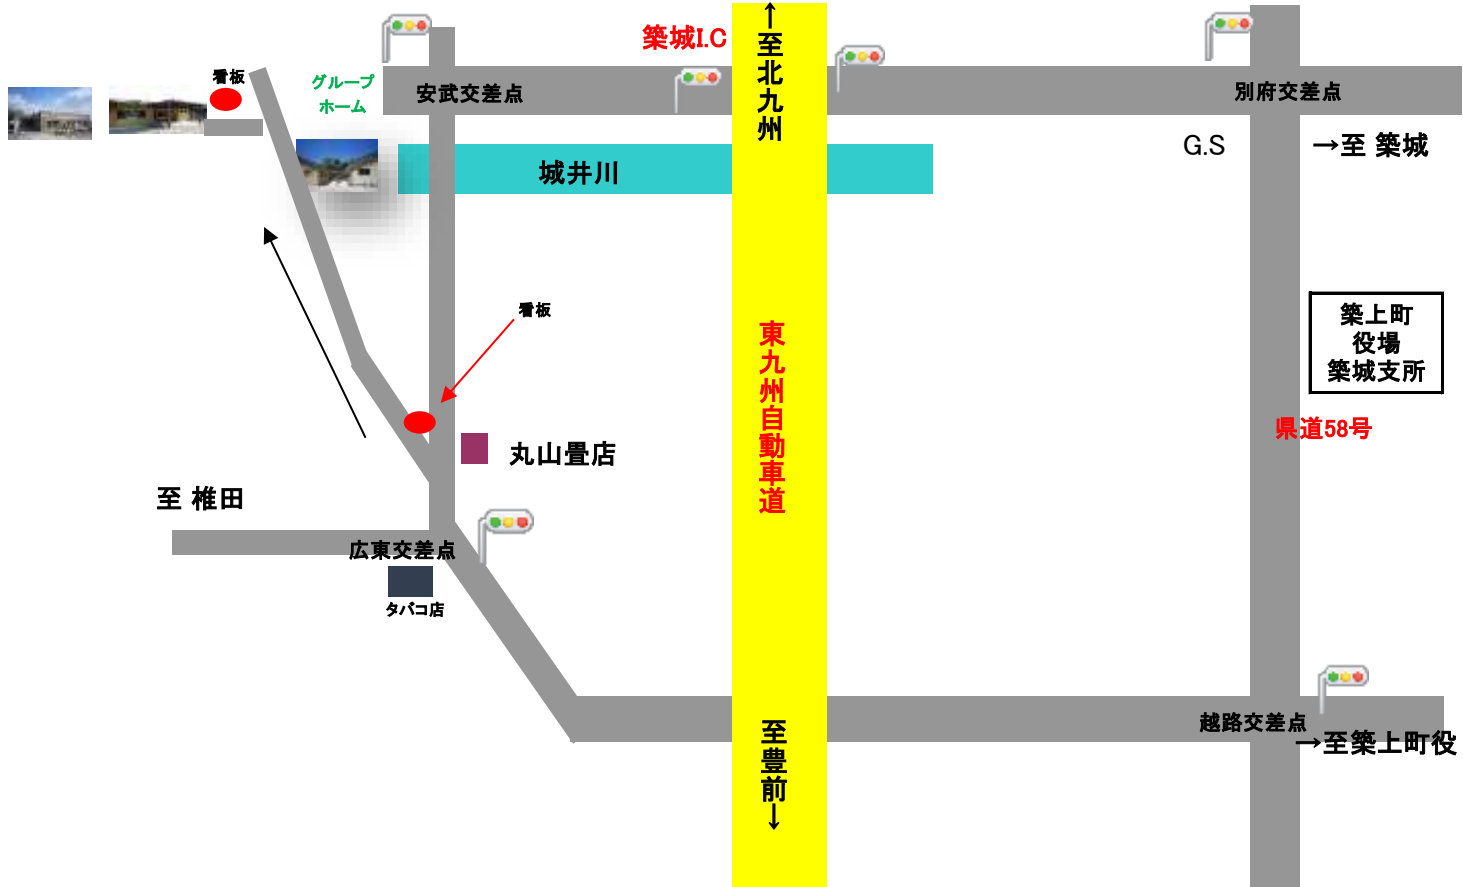 築城I.C
↑至北九州
看板
グループ
ホーム
安武交差点
別府交差点
G.S
→至 築城
城井川
看板
築上町
役場
築城支所
東九州自動車道
県道58号
丸山畳店
至 椎田
広東交差点
タバコ店
越路交差点
→至築上町役
至豊前↓